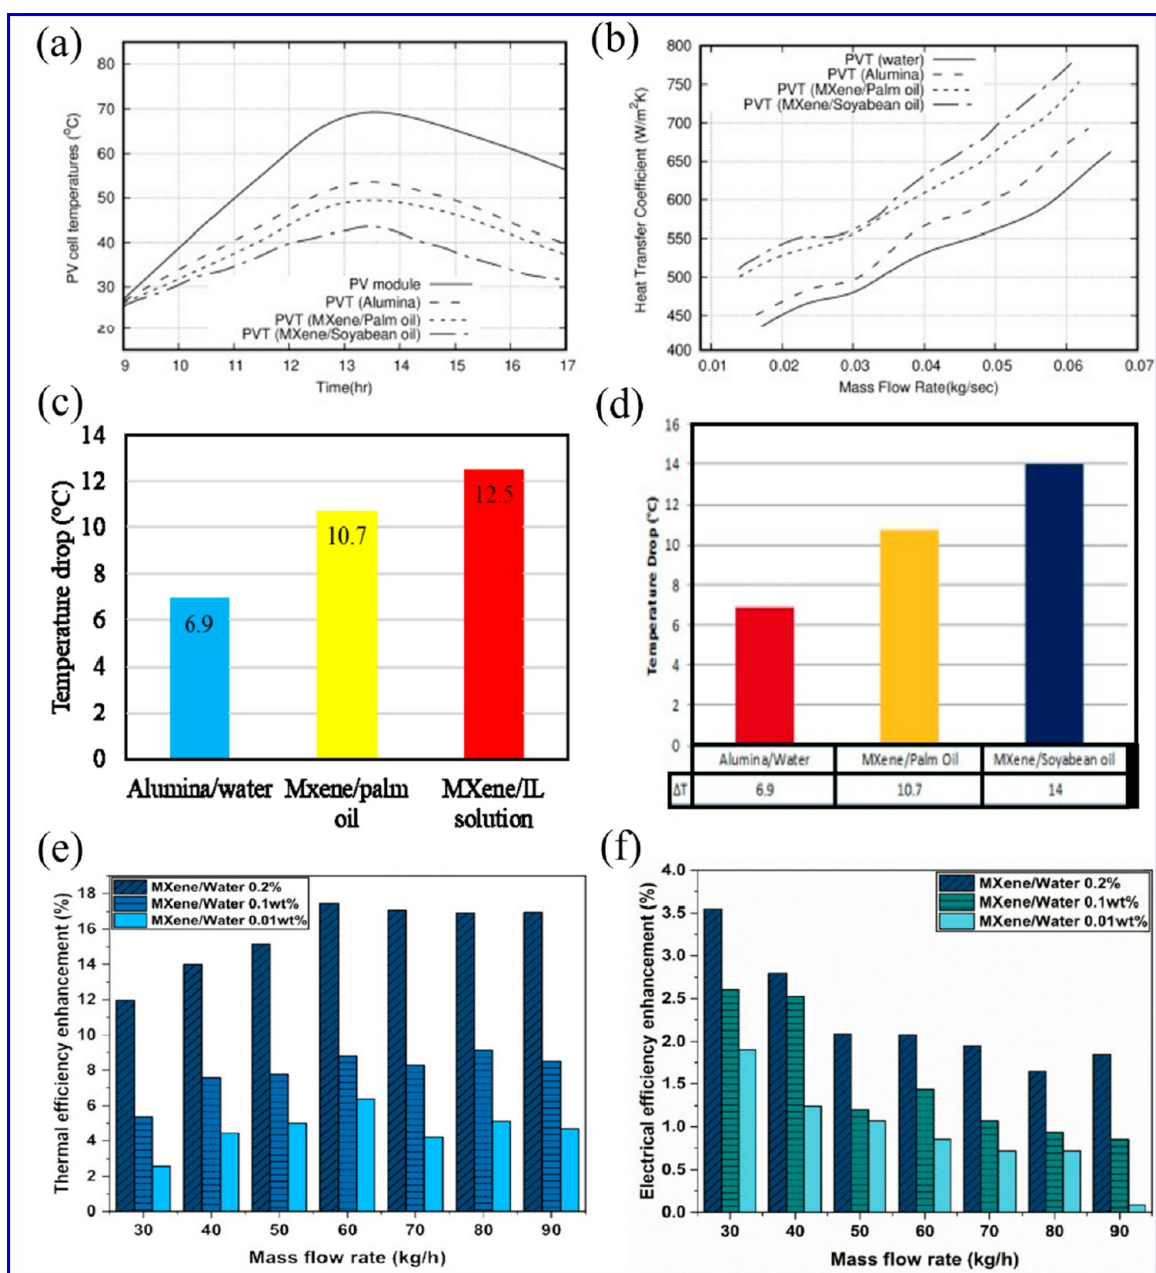 (a)
80
70
60
50
40
30
20
PV cell temperatures (°C)
PV module
PVT (Alumina)
PVT (MXene/Palm oil)
PVT (MXene/Soyabean oil)
9 10 11 12 13 14 15 16 17
Time(hr)
(b)
800
750
700
650
600
550
500
450
400
Heat Transfer Coefficient (W/m²K)
PVT (water)
PVT (Alumina)
PVT (MXene/Palm oil)
PVT (MXene/Soyabean oil)
0.01 0.02 0.03 0.04 0.05 0.06 0.07
Mass Flow Rate(kg/sec)
(c)
14
12
10
8
6
4
2
0
Temperature drop (°C)
6.9
10.7
12.5
Alumina/water Mxene/palm MXene/IL
oil solution
(d)
16
14
12
10
8
6
4
2
0
Temperature Drop (°C)
Alumina/Water MXene/Palm Oil MXene/Soyabean oil
ΔT 6.9 10.7 14
(e)
18
16
14
12
10
8
6
4
2
0
Thermal efficiency enhancement (%)
MXene/Water 0.2%
MXene/Water 0.1wt%
MXene/Water 0.01wt%
30 40 50 60 70 80 90
Mass flow rate (kg/h)
(f)
4.0
3.5
3.0
2.5
2.0
1.5
1.0
0.5
0.0
Electrical efficiency enhancement (%)
MXene/Water 0.2%
MXene/Water 0.1wt%
MXene/Water 0.01wt%
30 40 50 60 70 80 90
Mass flow rate (kg/h)